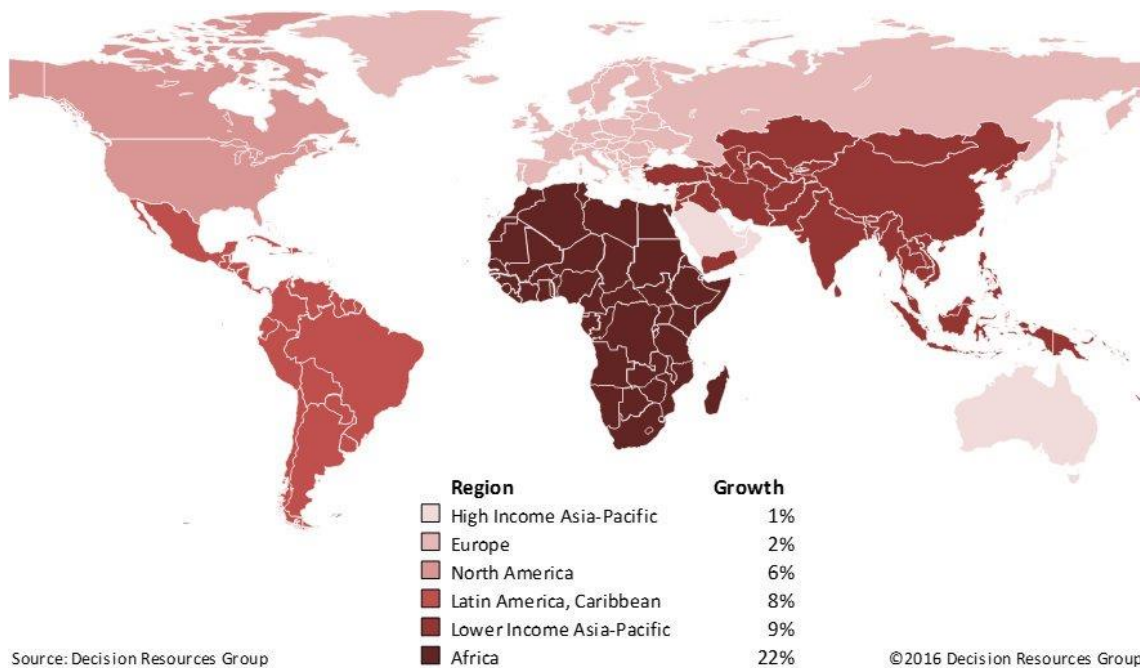 Region Growth
High Income Asia-Pacific 1%
Europe 2%
North America 6%
Latin America, Caribbean 8%
Lower Income Asia-Pacific 9%
Africa 22%
Source: Decision Resources Group ©2016 Decision Resources Group